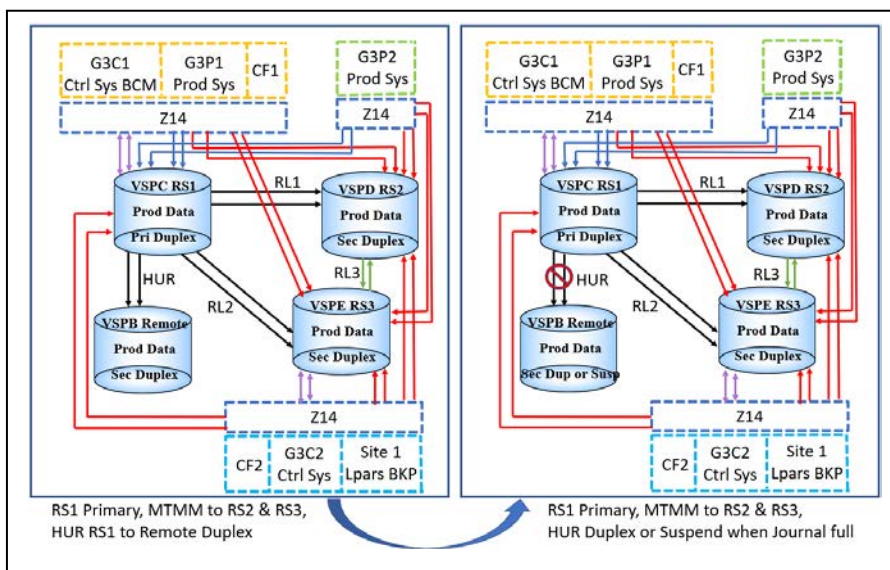 G3C1
Ctrl Sys BCM
G3P1
Prod Sys
CF1
G3P2
Prod Sys
Z14
Z14
VSPC RS1
Prod Data
Pri Duplex
RL1
VSPD RS2
Prod Data
Sec Duplex
HUR
RL2
RL3
VSPB Remote
Prod Data
Sec Duplex
VSPE RS3
Prod Data
Sec Duplex
Z14
CF2
G3C2
Ctrl Sys
Site 1
Lpars BKP
RS1 Primary, MTMM to RS2 & RS3,
HUR RS1 to Remote Duplex
G3C1
Ctrl Sys BCM
G3P1
Prod Sys
CF1
G3P2
Prod Sys
Z14
Z14
VSPC RS1
Prod Data
Pri Duplex
RL1
VSPD RS2
Prod Data
Sec Duplex
HUR
RL2
RL3
VSPB Remote
Prod Data
Sec Dup or Susp
VSPE RS3
Prod Data
Sec Duplex
Z14
CF2
G3C2
Ctrl Sys
Site 1
Lpars BKP
RS1 Primary, MTMM to RS2 & RS3,
HUR Duplex or Suspend when Journal full